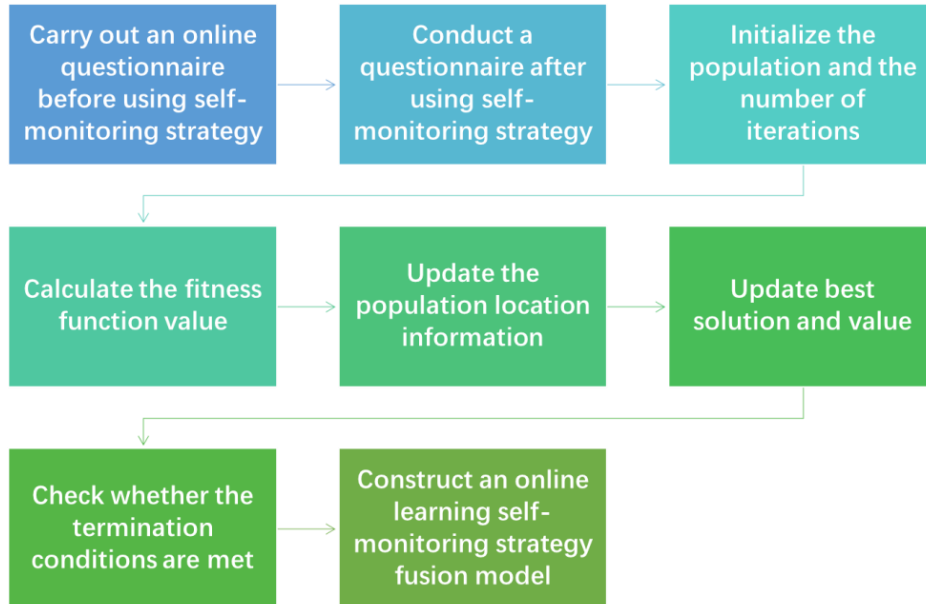 Carry out an online
questionnaire
before using self-
monitoring strategy
Conduct a
questionnaire after
using self-
monitoring strategy
Initialize the
population and the
number of
iterations
Calculate the fitness
function value
Update the
population location
information
Update best
solution and value
Check whether the
termination
conditions are met
Construct an online
learning self-
monitoring strategy
fusion model